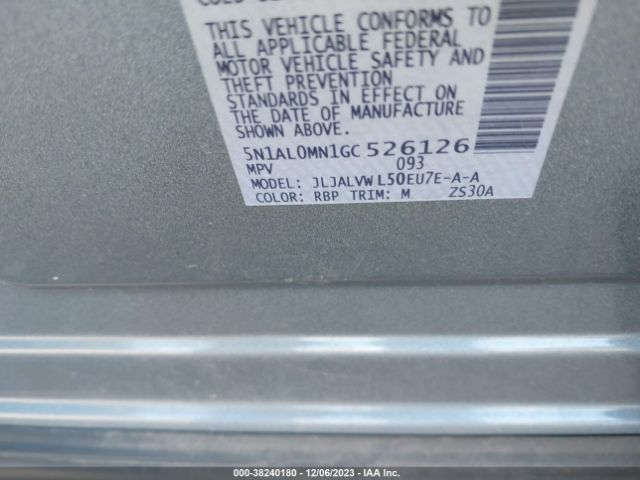 THIS VEHICLE CONFORMS TO
ALL APPLICABLE FEDERAL
MOTOR VEHICLE SAFETY AND
THEFT PREVENTION
STANDARDS IN EFFECT ON
THE DATE OF MANUFACTURE
SHOWN ABOVE.
5N1AL0MN1GC 526126
MPV 093
MODEL: JLJALVW L50EU7E-A-A
COLOR: RBP TRIM: M ZS30A
000-38240180 - 12/06/2023 - IAA Inc.